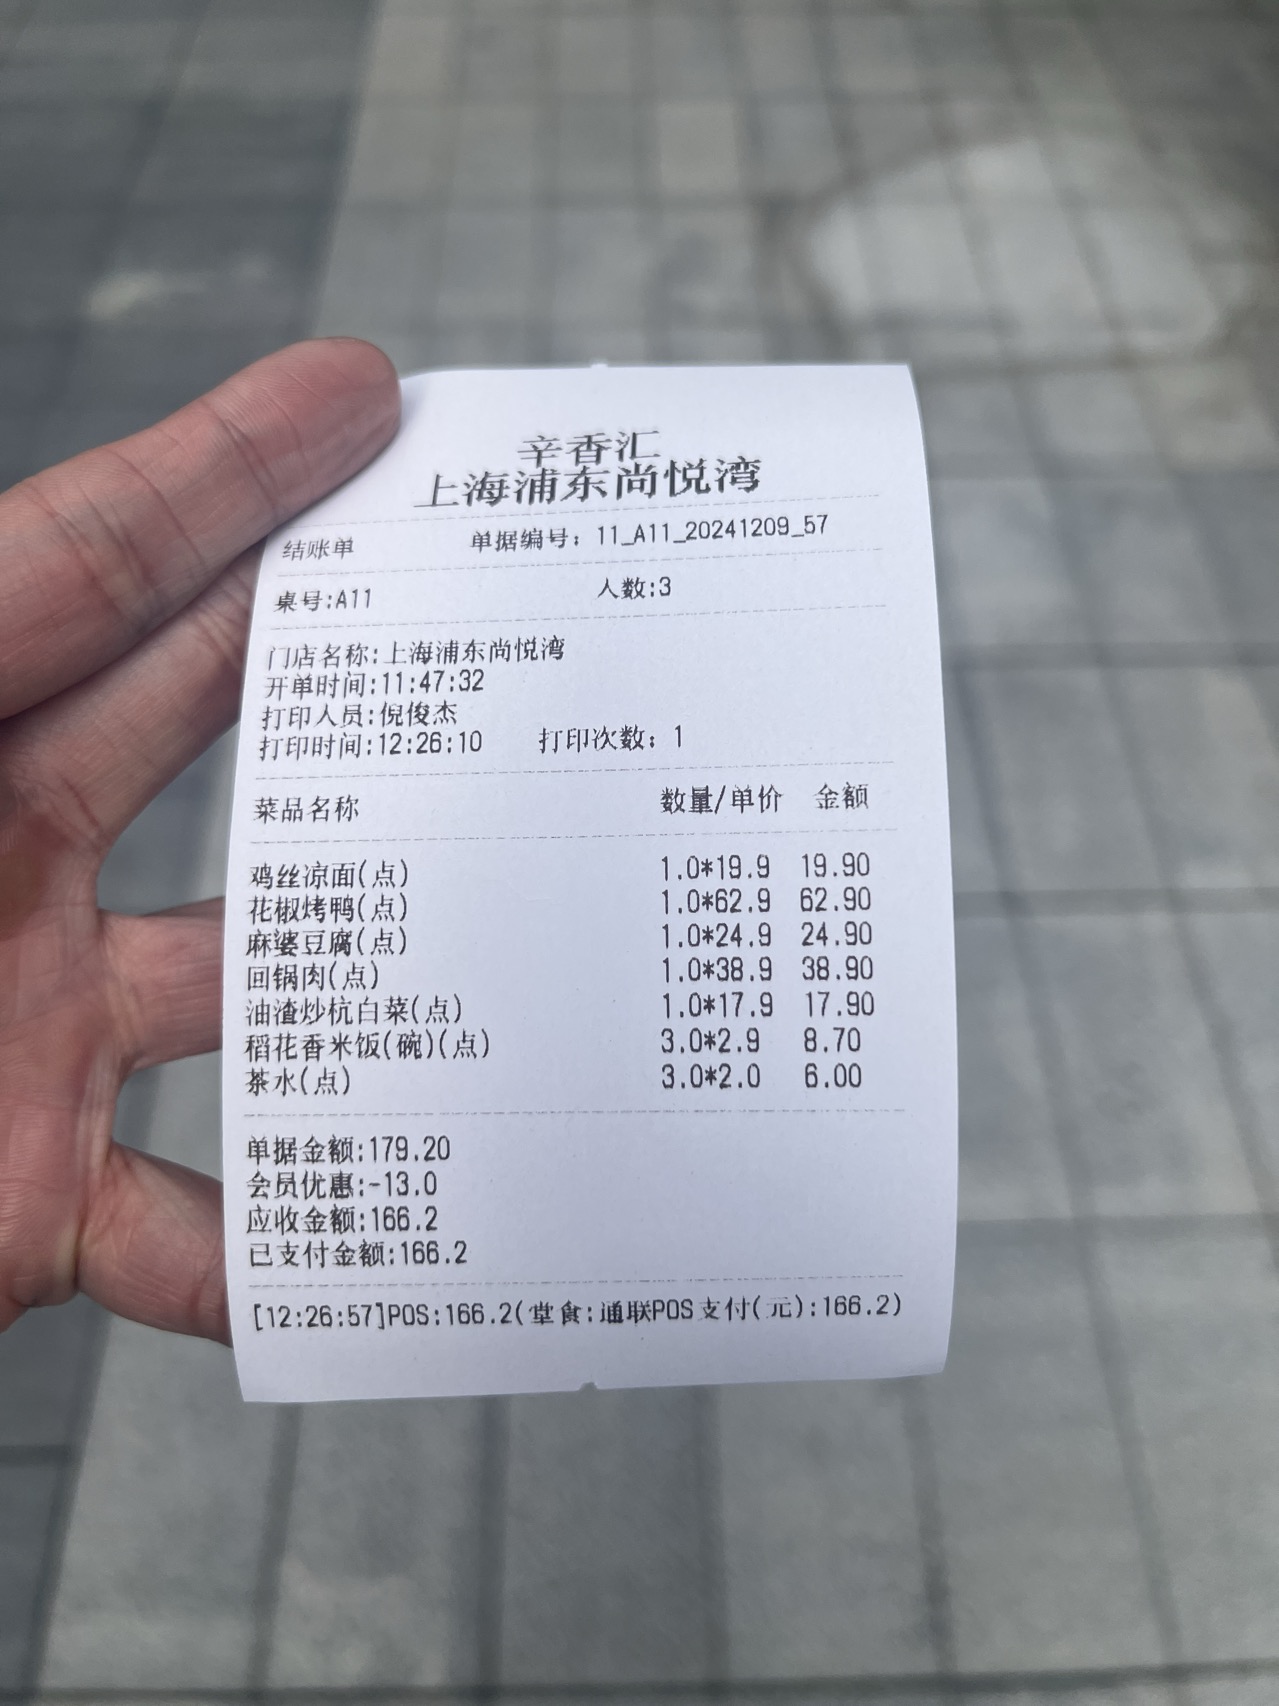 辛香汇
上海浦东尚悦湾
结账单 单据编号：11_A11_20241209_57
桌号:A11 人数:3
门店名称:上海浦东尚悦湾
开单时间:11:47:32
打印人员:倪俊杰
打印时间:12:26:10 打印次数：1
菜品名称 数量/单价 金额
鸡丝凉面(点) 1.0*19.9 19.90
花椒烤鸭(点) 1.0*62.9 62.90
麻婆豆腐(点) 1.0*24.9 24.90
回锅肉(点) 1.0*38.9 38.90
油渣炒杭白菜(点) 1.0*17.9 17.90
稻花香米饭(碗)(点) 3.0*2.9 8.70
茶水(点) 3.0*2.0 6.00
单据金额:179.20
会员优惠:-13.0
应收金额:166.2
已支付金额:166.2
[12:26:57]POS:166.2(堂食:通联POS支付(元):166.2)